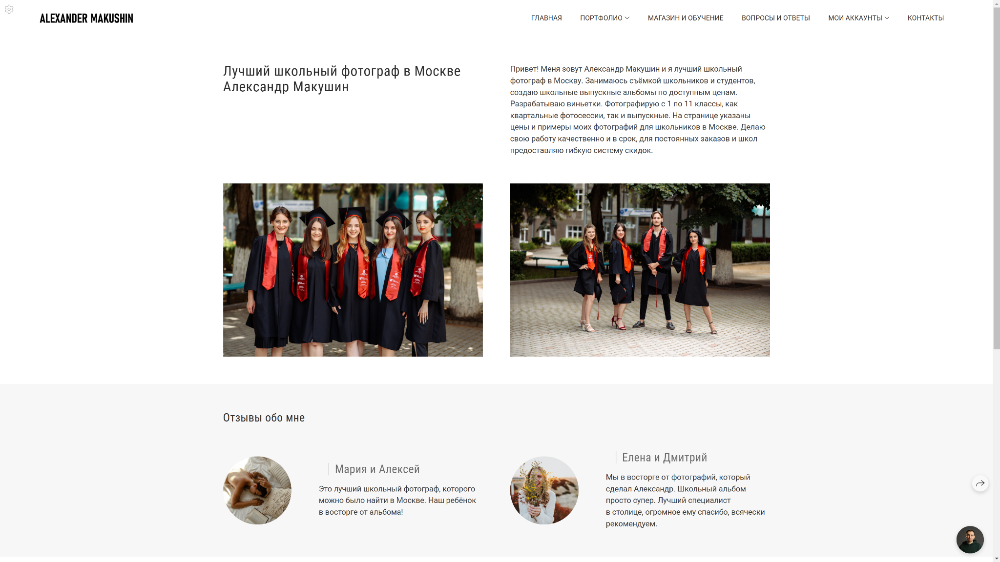 ALEXANDER MAKUSHIN
ГЛАВНАЯ
ПОРТФОЛИО
МАГАЗИН И ОБУЧЕНИЕ
ВОПРОСЫ И ОТВЕТЫ
МОИ АККАУНТЫ
КОНТАКТЫ
Лучший школьный фотограф в Москве
Александр Макушин
Привет! Меня зовут Александр Макушин и я лучший школьный
фотограф в Москву. Занимаюсь съёмкой школьников и студентов,
создаю школьные выпускные альбомы по доступным ценам.
Разрабатываю виньетки. Фотографирую с 1 по 11 классы, как
квартальные фотосессии, так и выпускные. На странице указаны
цены и примеры моих фотографий для школьников в Москве. Делаю
свою работу качественно и в срок, для постоянных заказов и школ
предоставляю гибкую систему скидок.
Отзывы обо мне
Мария и Алексей
Это лучший школьный фотограф, которого
можно было найти в Москве. Наш ребёнок
в восторге от альбома!
Елена и Дмитрий
Мы в восторге от фотографий, который
сделал Александр. Школьный альбом
просто супер. Лучший специалист
в столице, огромное ему спасибо, всячески
рекомендуем.